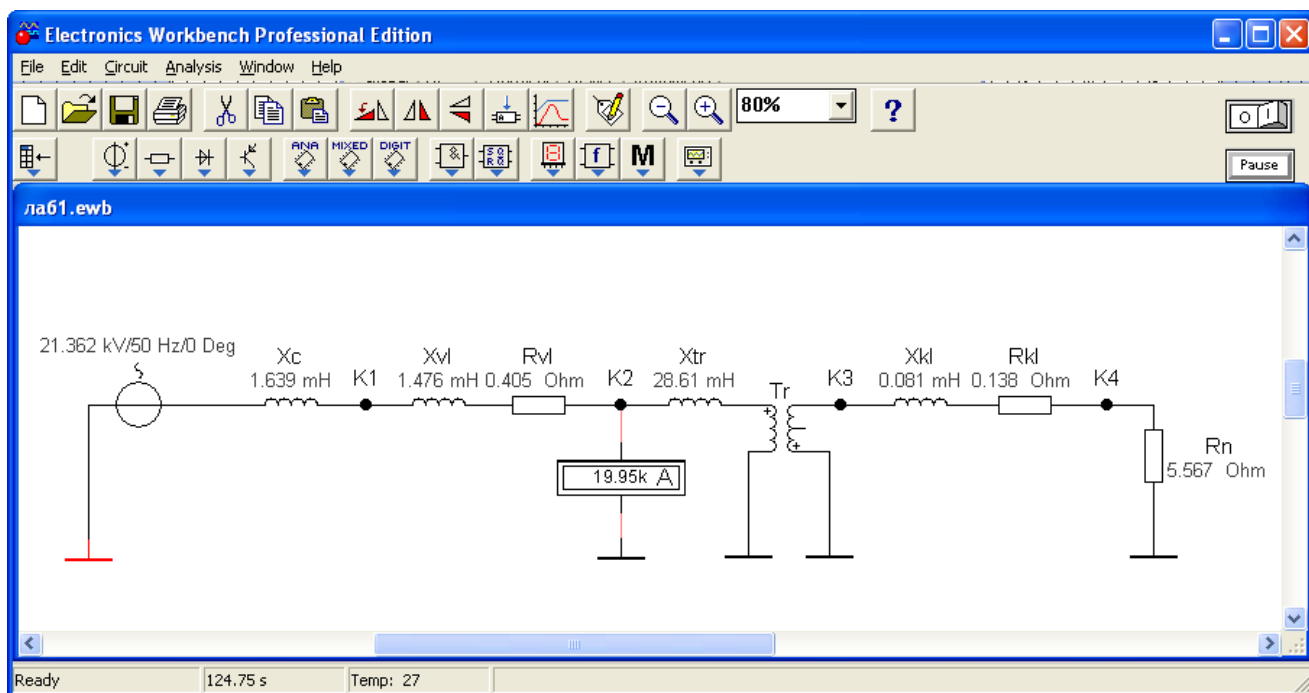 Electronics Workbench Professional Edition
File Edit Circuit Analysis Window Help
80%
?
ANA MIXED DIGIT
&
f M
Pause
лаб1.ewb
21.362 kV/50 Hz/0 Deg
Xc
1.639 mH
K1
Xvl
1.476 mH
Rvl
0.405 Ohm
K2
Xtr
28.61 mH
Tr
K3
Xkl
0.081 mH
Rkl
0.138 Ohm
K4
19.95k A
Rn
5.567 Ohm
Ready 124.75 s Temp: 27